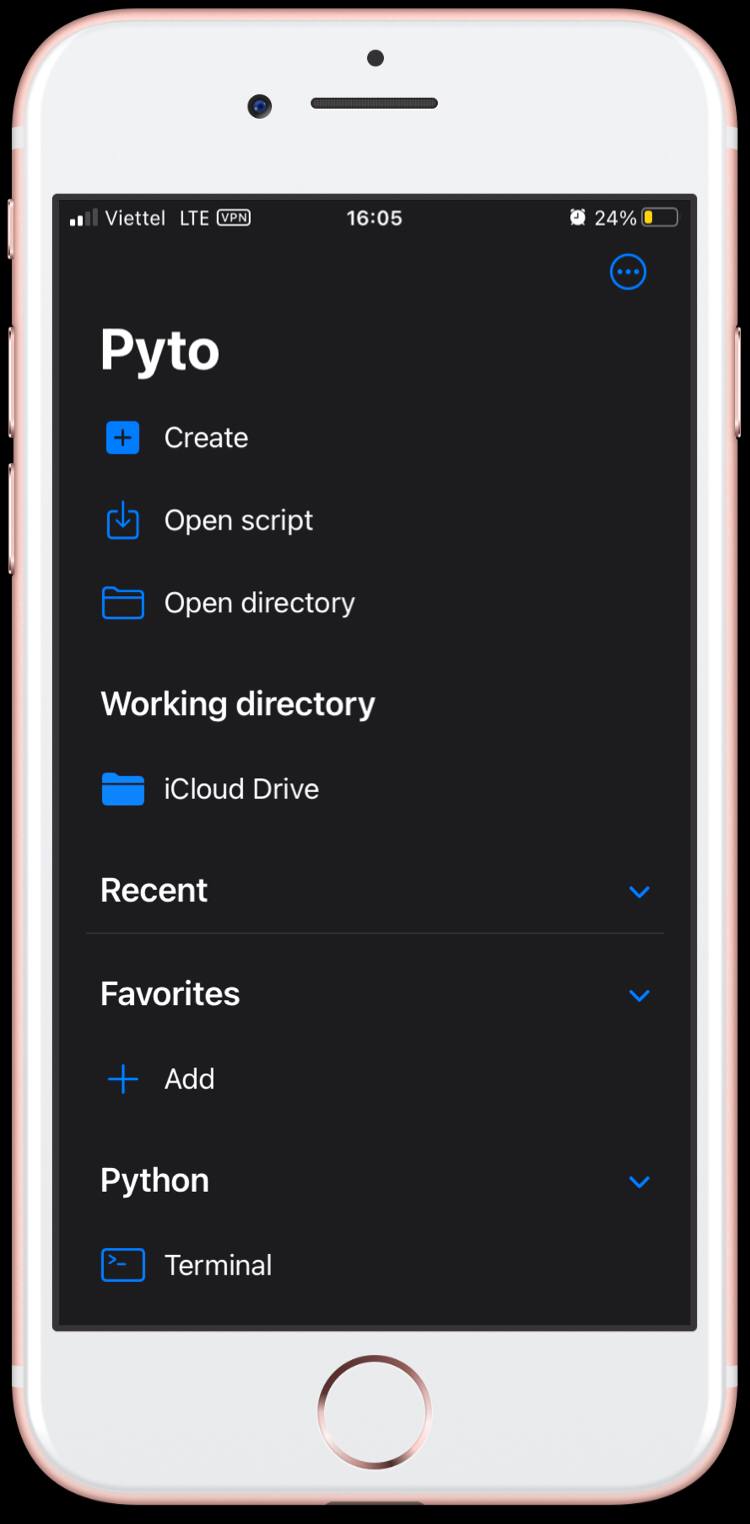 Viettel LTE VPN 16:05 24%
Pyto
Create
Open script
Open directory
Working directory
iCloud Drive
Recent
Favorites
Add
Python
Terminal